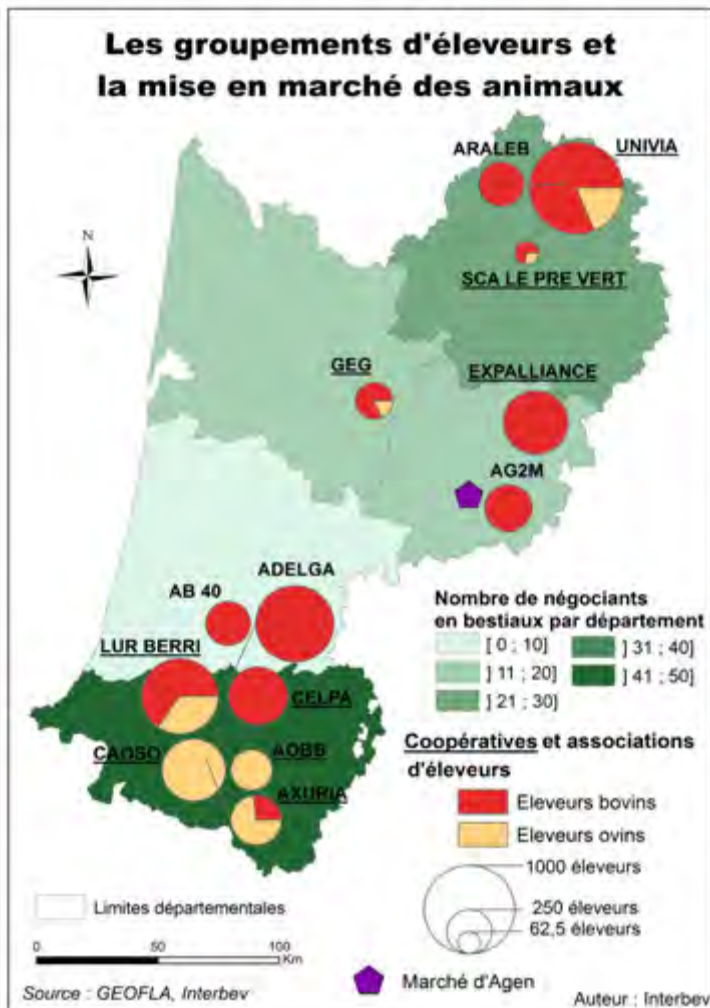 Les groupements d'éleveurs et
la mise en marché des animaux
ARALEB
UNIVIA
N
SCA LE PRE VERT
GEG
EXPALLIANCE
AG2M
ADELGA
AB 40
LUR BERRI
CELPA
CAOSO
AOBB
AXURIA
Nombre de négociants
en bestiaux par département
[ 0 ; 10]
] 11 ; 20]
] 21 ; 30]
] 31 ; 40]
] 41 ; 50]
Coopératives et associations
d'éleveurs
Eleveurs bovins
Eleveurs ovins
1000 éleveurs
250 éleveurs
62,5 éleveurs
Limites départementales
0 50 100
Km
Marché d'Agen
Source : GEOFLA, Interbev
Auteur : Interbev